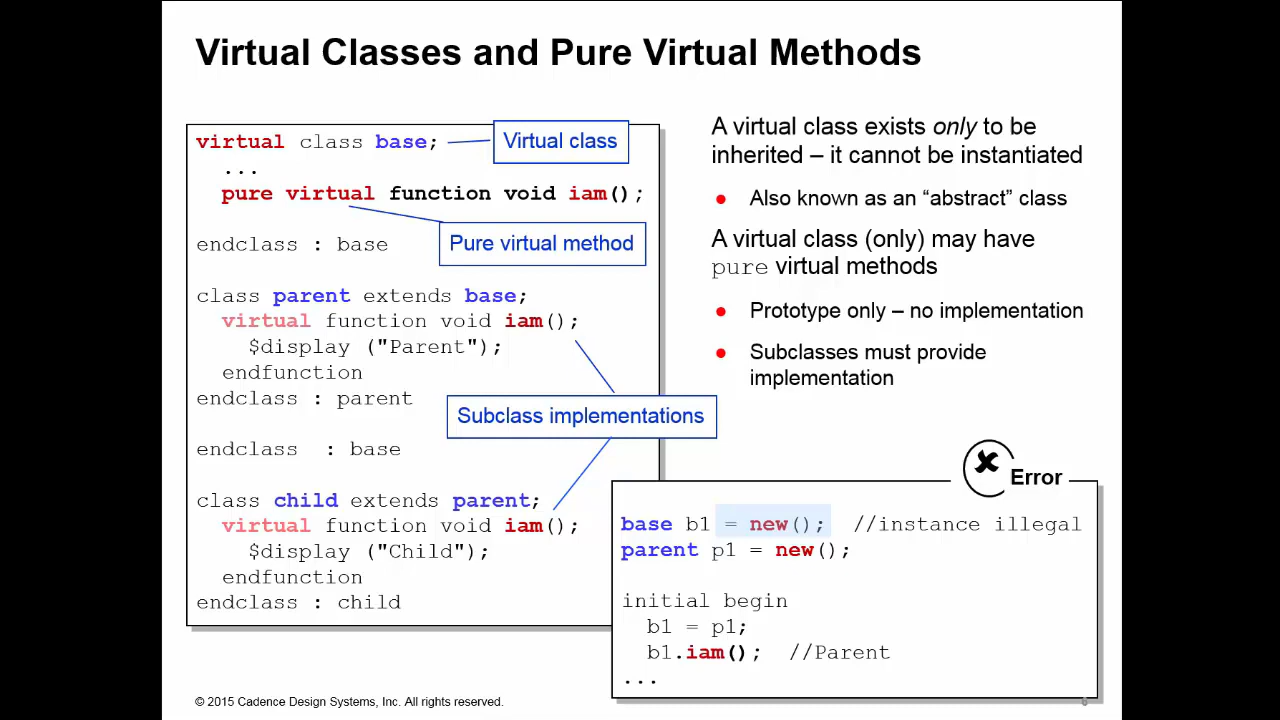 Virtual Classes and Pure Virtual Methods
virtual class base;
Virtual class
...
pure virtual function void iam();
Pure virtual method
endclass : base
class parent extends base;
virtual function void iam();
$display ("Parent");
endfunction
endclass : parent
Subclass implementations
endclass : base
class child extends parent;
virtual function void iam();
$display ("Child");
endfunction
endclass : child
A virtual class exists only to be
inherited – it cannot be instantiated
• Also known as an “abstract” class
A virtual class (only) may have
pure virtual methods
• Prototype only – no implementation
• Subclasses must provide
implementation
Error
base b1 = new(); //instance illegal
parent p1 = new();
initial begin
b1 = p1;
b1.iam(); //Parent
...
© 2015 Cadence Design Systems, Inc. All rights reserved.